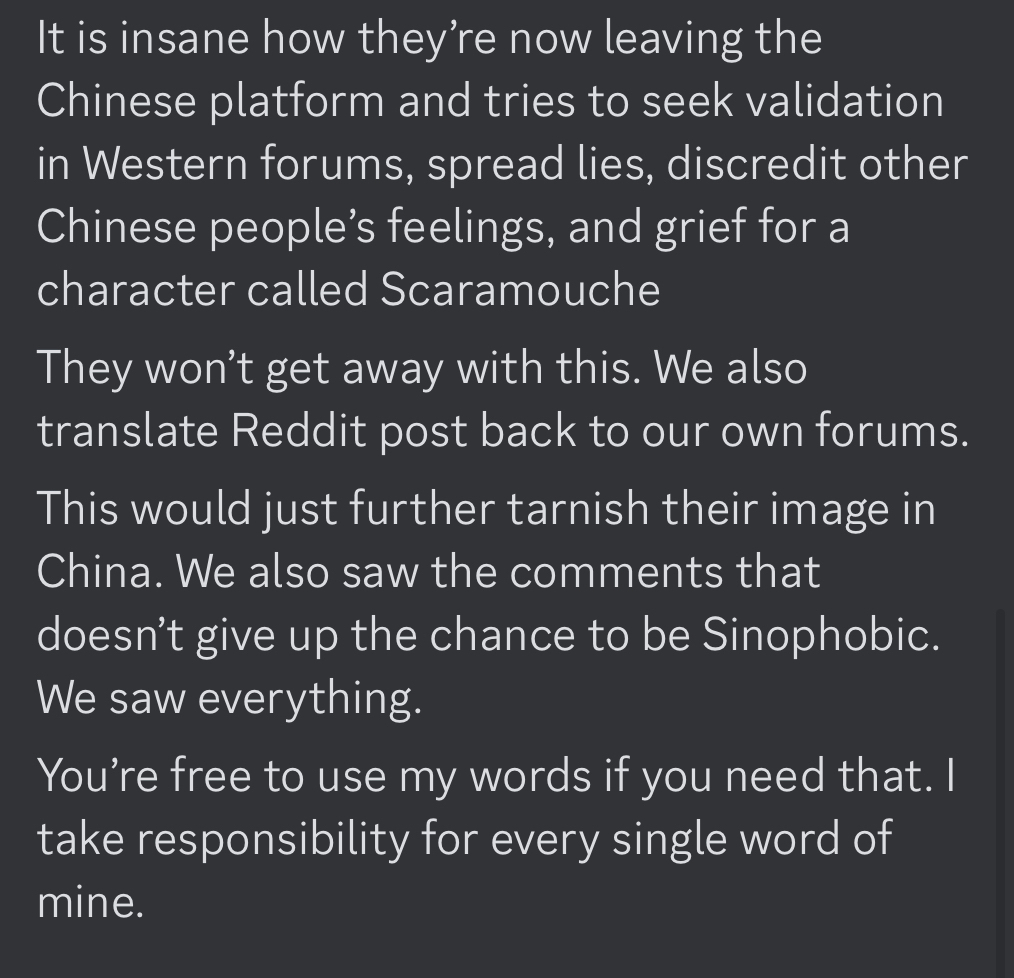 It is insane how they’re now leaving the
Chinese platform and tries to seek validation
in Western forums, spread lies, discredit other
Chinese people’s feelings, and grief for a
character called Scaramouche
They won’t get away with this. We also
translate Reddit post back to our own forums.
This would just further tarnish their image in
China. We also saw the comments that
doesn’t give up the chance to be Sinophobic.
We saw everything.
You’re free to use my words if you need that. I
take responsibility for every single word of
mine.